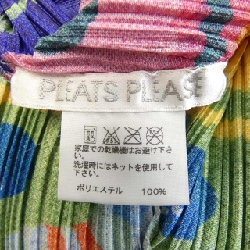 PLEATS PLEASE
家庭での乾燥機はお避け下さい。
洗濯時にはネットを使用して
下さい。
ポリエステル 100%